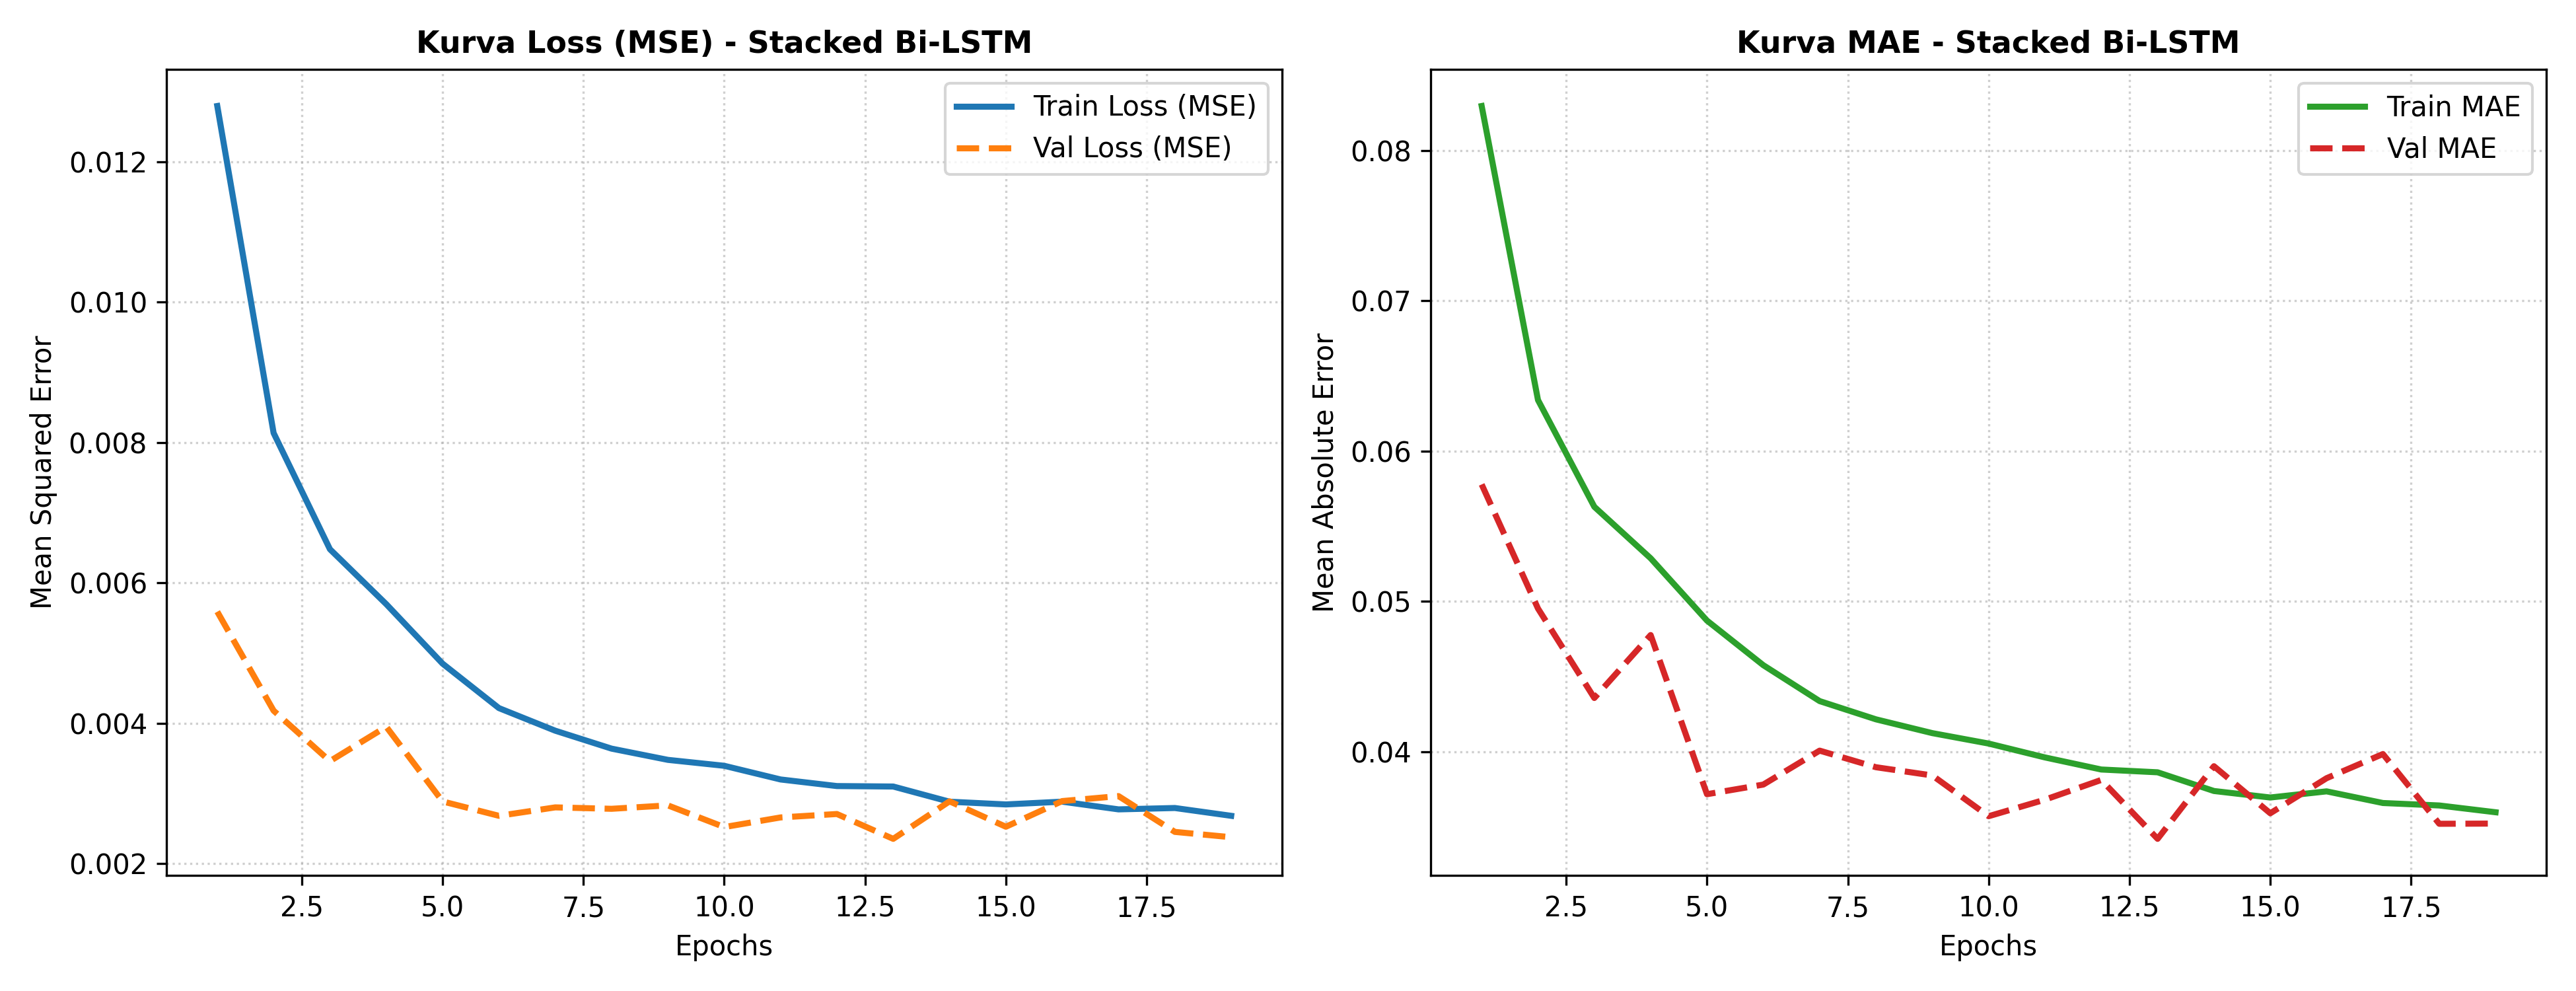 Kurva Loss (MSE) - Stacked Bi-LSTM
Train Loss (MSE)
Val Loss (MSE)
Mean Squared Error
0.012
0.010
0.008
0.006
0.004
0.002
2.5 5.0 7.5 10.0 12.5 15.0 17.5
Epochs
Kurva MAE - Stacked Bi-LSTM
Train MAE
Val MAE
Mean Absolute Error
0.08
0.07
0.06
0.05
0.04
2.5 5.0 7.5 10.0 12.5 15.0 17.5
Epochs